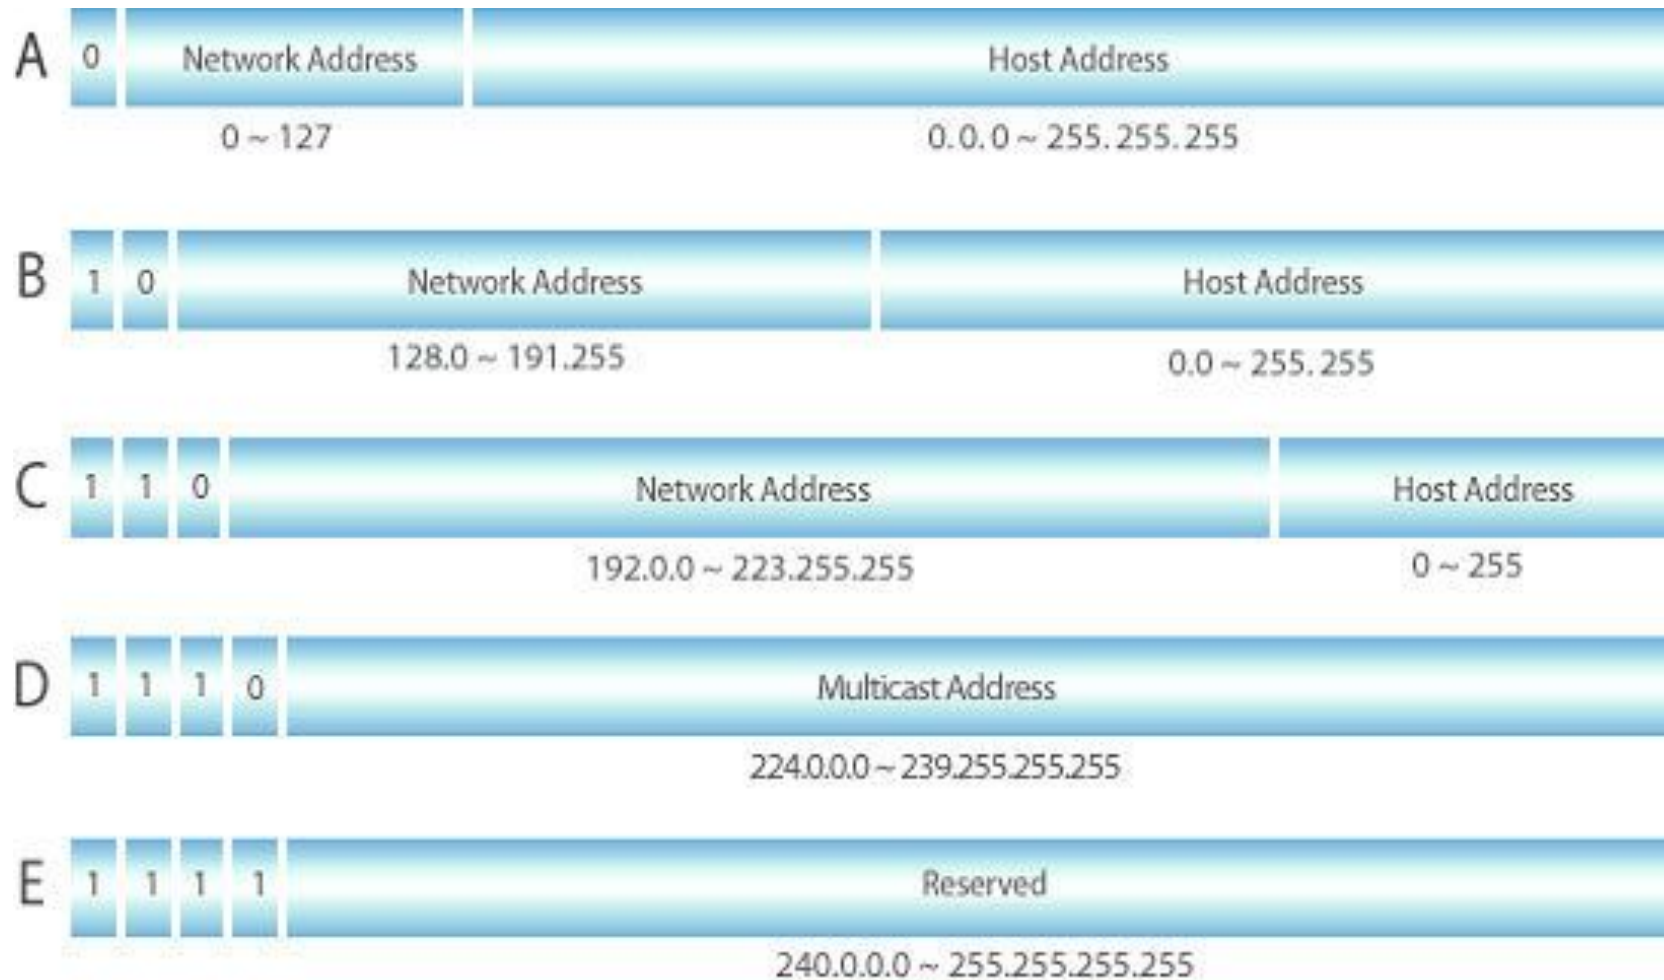 A 0 Network Address Host Address
0 ~ 127 0. 0. 0 ~ 255. 255. 255
B 1 0 Network Address Host Address
128.0 ~ 191.255 0.0 ~ 255. 255
C 1 1 0 Network Address Host Address
192.0.0 ~ 223.255.255 0 ~ 255
D 1 1 1 0 Multicast Address
224.0.0.0 ~ 239.255.255.255
E 1 1 1 1 Reserved
240.0.0.0 ~ 255.255.255.255